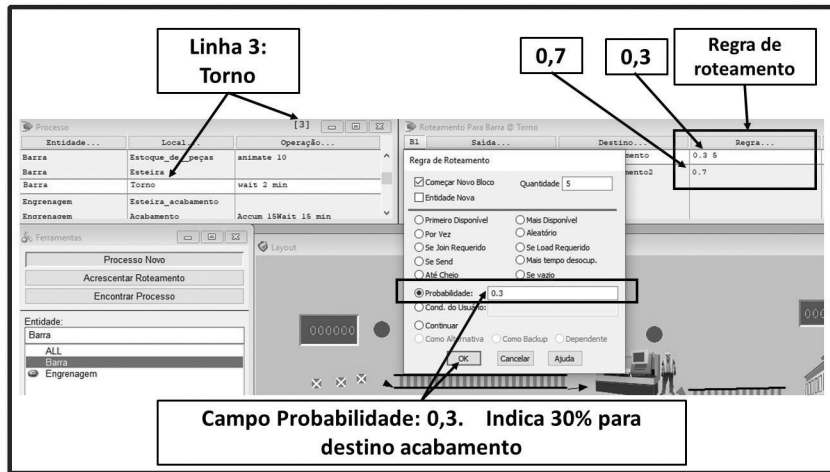 Linha 3:
Torno
0,7
0,3
Regra de
roteamento
Processo
[3]
Entidade...
Local...
Operação...
Barra
Estoque_de_peças
animate 10
Barra
Esteira
Barra
Torno
wait 2 min
Engrenagem
Esteira_acabamento
Engrenagem
Acabamento
Accum 15Wait 15 min
Roteamento Para Barra @ Torno
B1
Saída...
Destino...
Regra...
0.3 5
0.7
Regra de Roteamento
Começar Novo Bloco
Quantidade
5
Entidade Nova
Primeiro Disponível
Mais Disponível
Por Vez
Aleatório
Se Join Requerido
Se Load Requerido
Se Send
Mais tempo desocup.
Até Cheio
Se vazio
Probabilidade:
0.3
Cond. do Usuário:
Continuar
Como Alternativa
Como Backup
Dependente
OK
Cancelar
Ajuda
Ferramentas
Processo Novo
Acrescentar Roteamento
Encontrar Processo
Entidade:
Barra
ALL
Barra
Engrenagem
Layout
000000
Campo Probabilidade: 0,3. Indica 30% para
destino acabamento